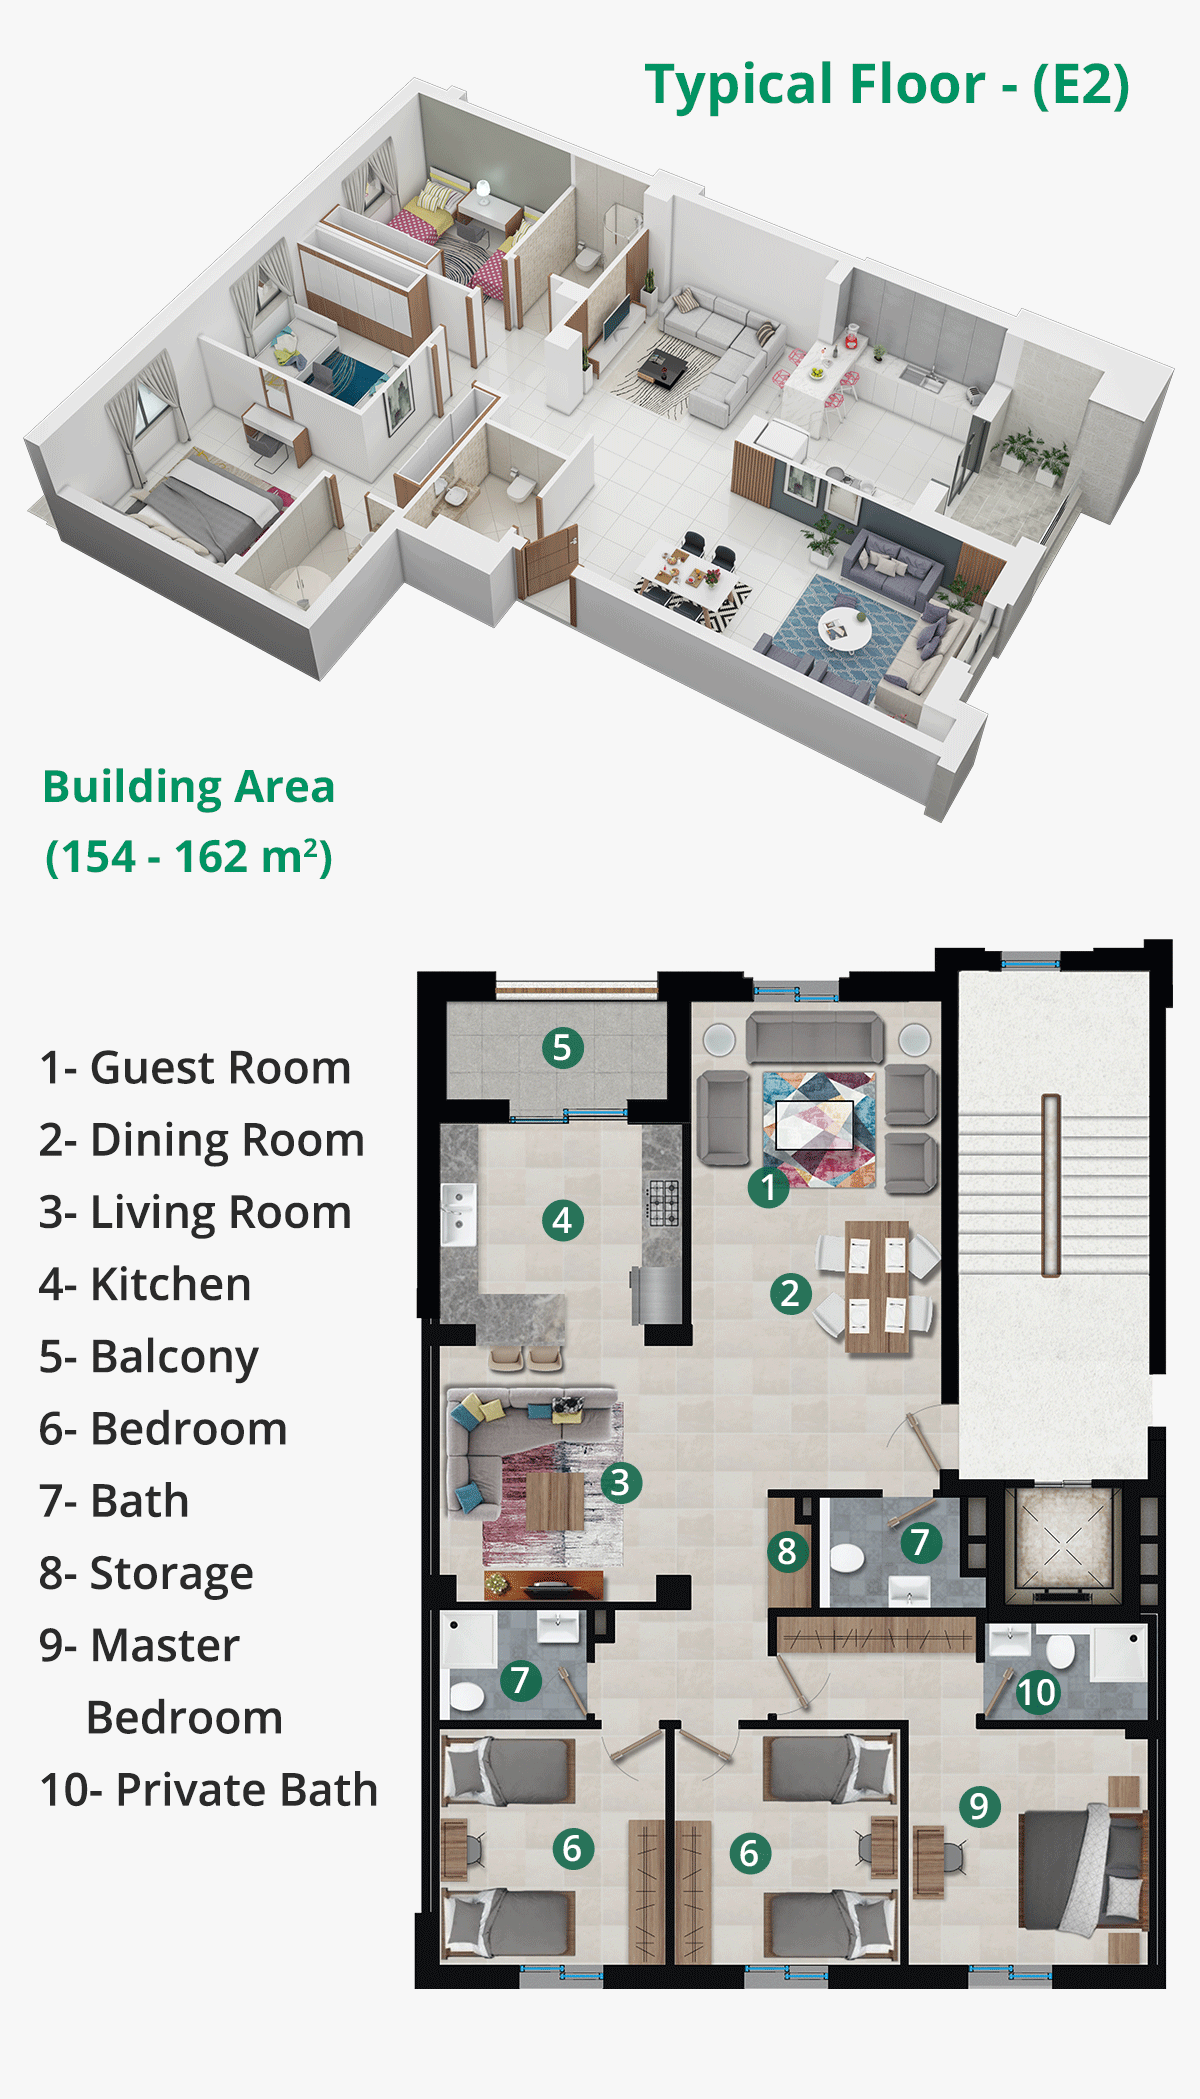 Typical Floor - (E2)
Building Area
(154 - 162 m²)
1- Guest Room
2- Dining Room
3- Living Room
4- Kitchen
5- Balcony
6- Bedroom
7- Bath
8- Storage
9- Master
Bedroom
10- Private Bath
5
1
4
2
3
8
7
7
10
9
6
6